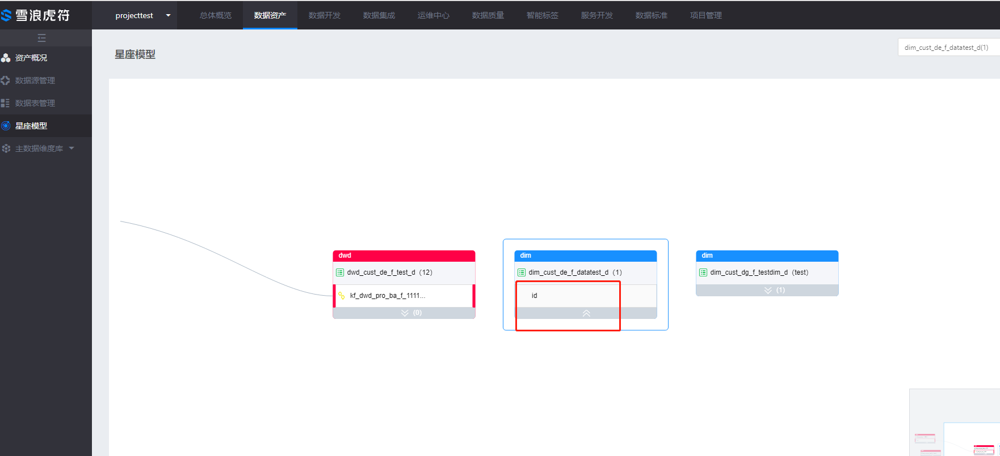 雪浪虎符
projecttest
总体概览
数据资产
数据开发
数据集成
运维中心
数据质量
智能标签
服务开发
数据标准
项目管理
资产概况
数据源管理
数据表管理
星座模型
主数据维度库
星座模型
dim_cust_de_f_datatest_d(1)
dwd
dwd_cust_de_f_test_d（12）
kf_dwd_pro_ba_f_1111...
(0)
dim
dim_cust_de_f_datatest_d（1）
id
dim
dim_cust_dg_f_testdim_d（test）
(1)